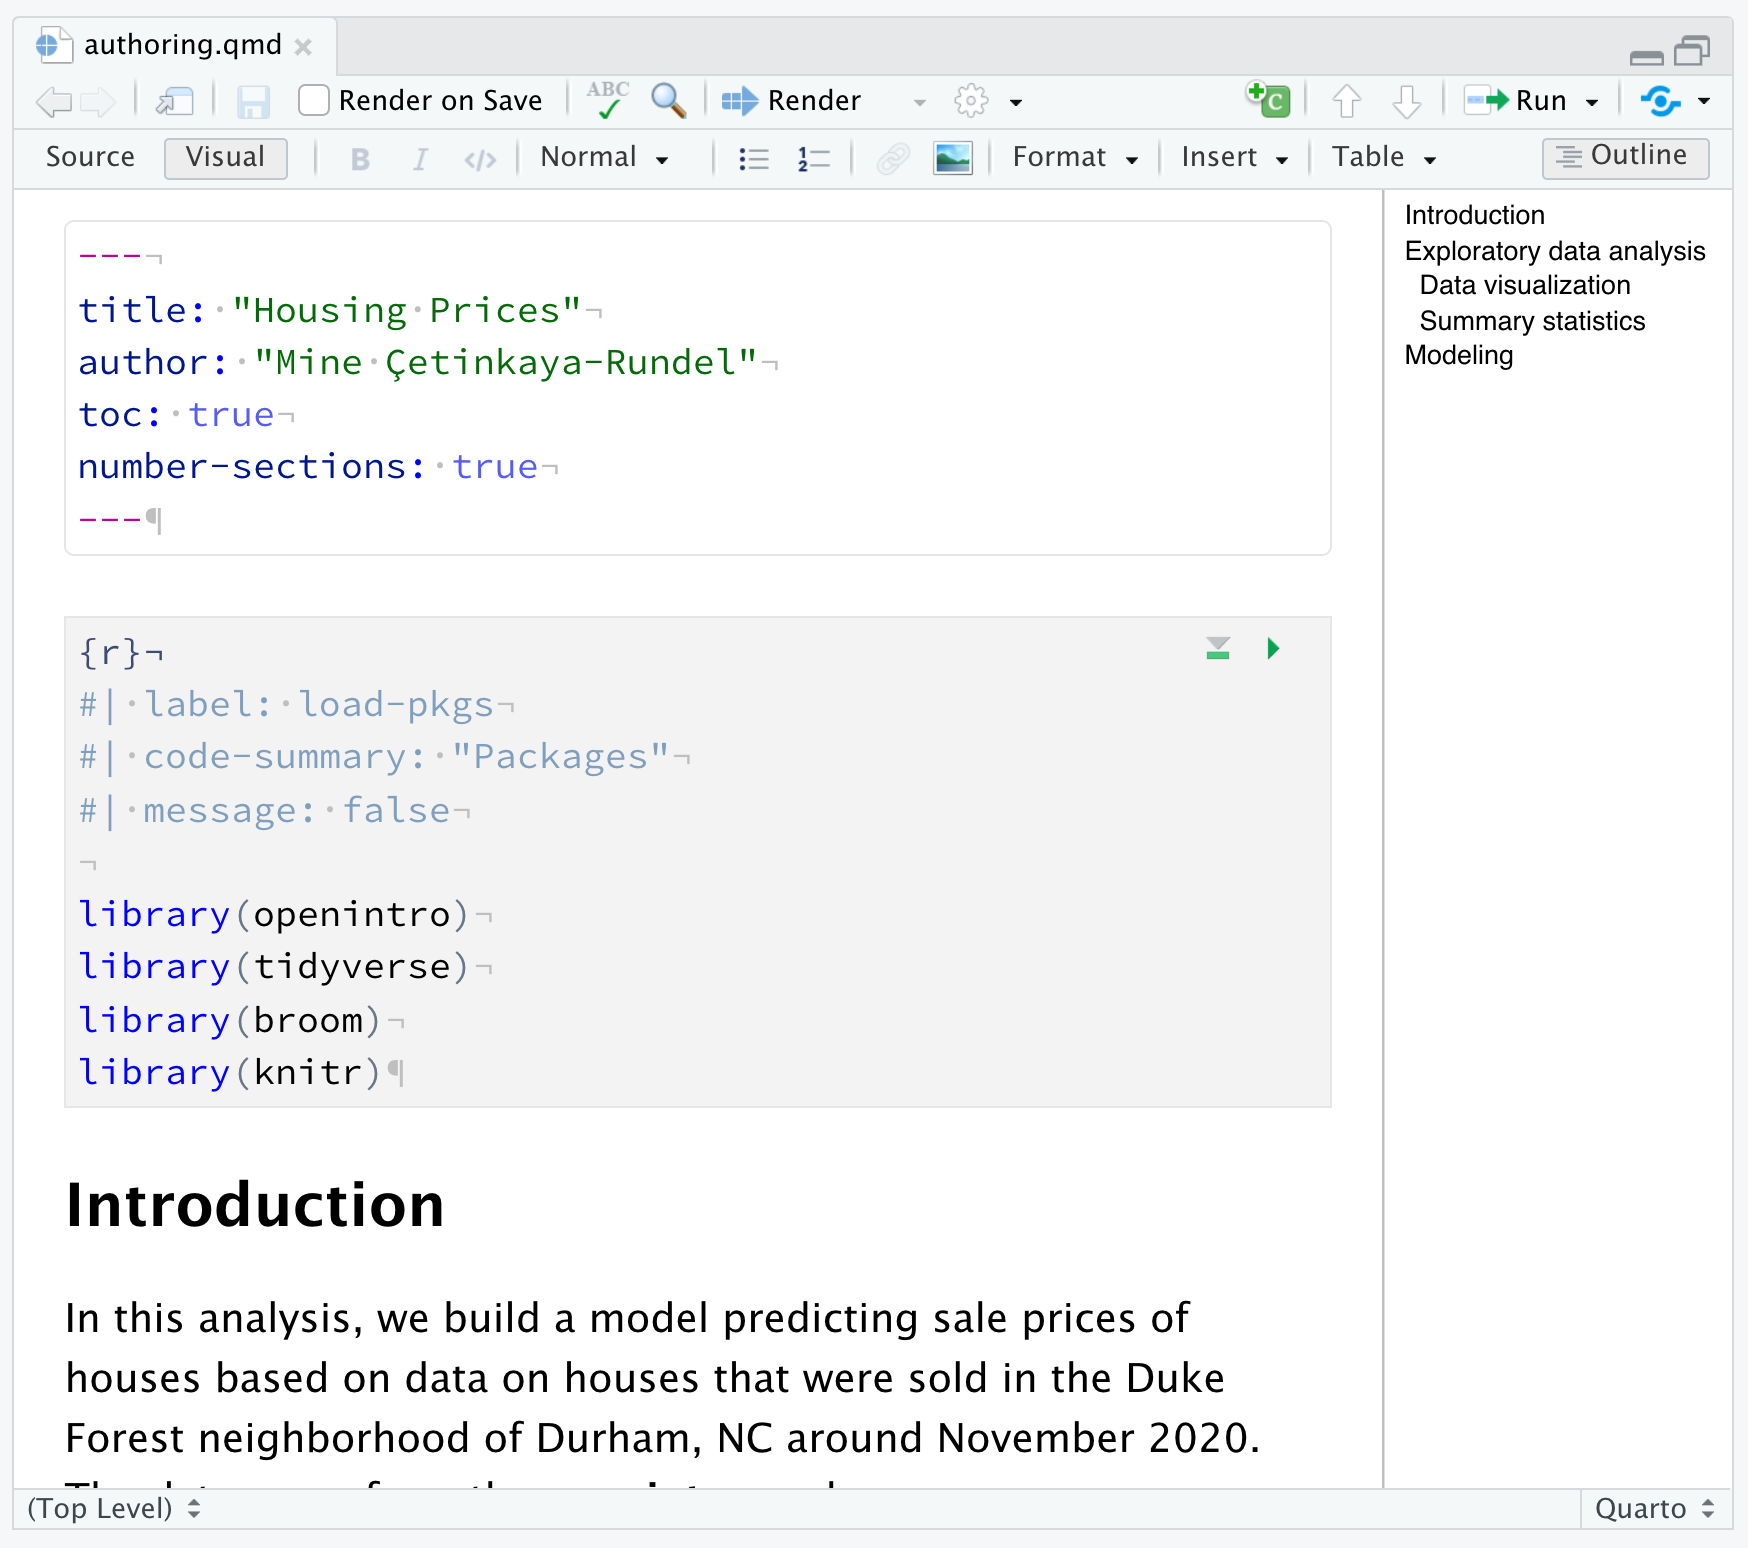 authoring.qmd
Render on Save ABC Render Run
Source Visual B I </> Normal Format Insert Table Outline
---
title: "Housing Prices"
author: "Mine Çetinkaya-Rundel"
toc: true
number-sections: true
---
{r}
#| label: load-pkgs
#| code-summary: "Packages"
#| message: false
library(openintro)
library(tidyverse)
library(broom)
library(knitr)
Introduction
In this analysis, we build a model predicting sale prices of
houses based on data on houses that were sold in the Duke
Forest neighborhood of Durham, NC around November 2020.
Introduction
Exploratory data analysis
Data visualization
Summary statistics
Modeling
(Top Level) Quarto